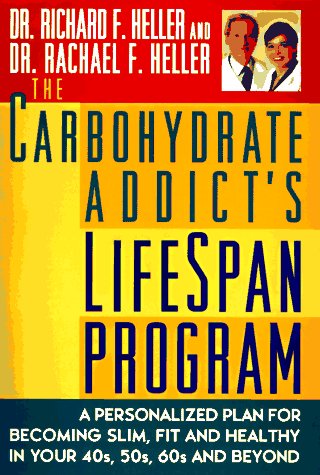 DR. RICHARD F. HELLER AND
DR. RACHAEL F. HELLER
THE
CARBOHYDRATE
ADDICT'S
LIFESPAN
PROGRAM
A PERSONALIZED PLAN FOR
BECOMING SLIM, FIT AND HEALTHY
IN YOUR 40s, 50s, 60s AND BEYOND